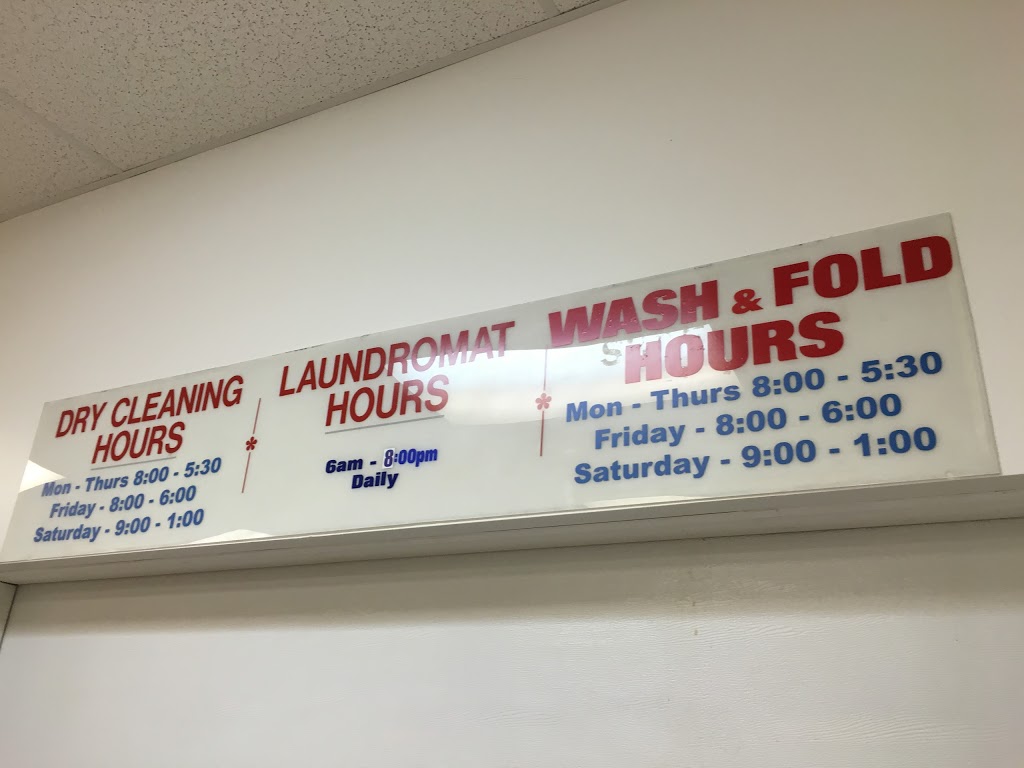 DRY CLEANING
HOURS
Mon - Thurs 8:00 - 5:30
Friday - 8:00 - 6:00
Saturday - 9:00 - 1:00
*
LAUNDROMAT
HOURS
6am - 8:00pm
Daily
*
WASH & FOLD
HOURS
Mon - Thurs 8:00 - 5:30
Friday - 8:00 - 6:00
Saturday - 9:00 - 1:00